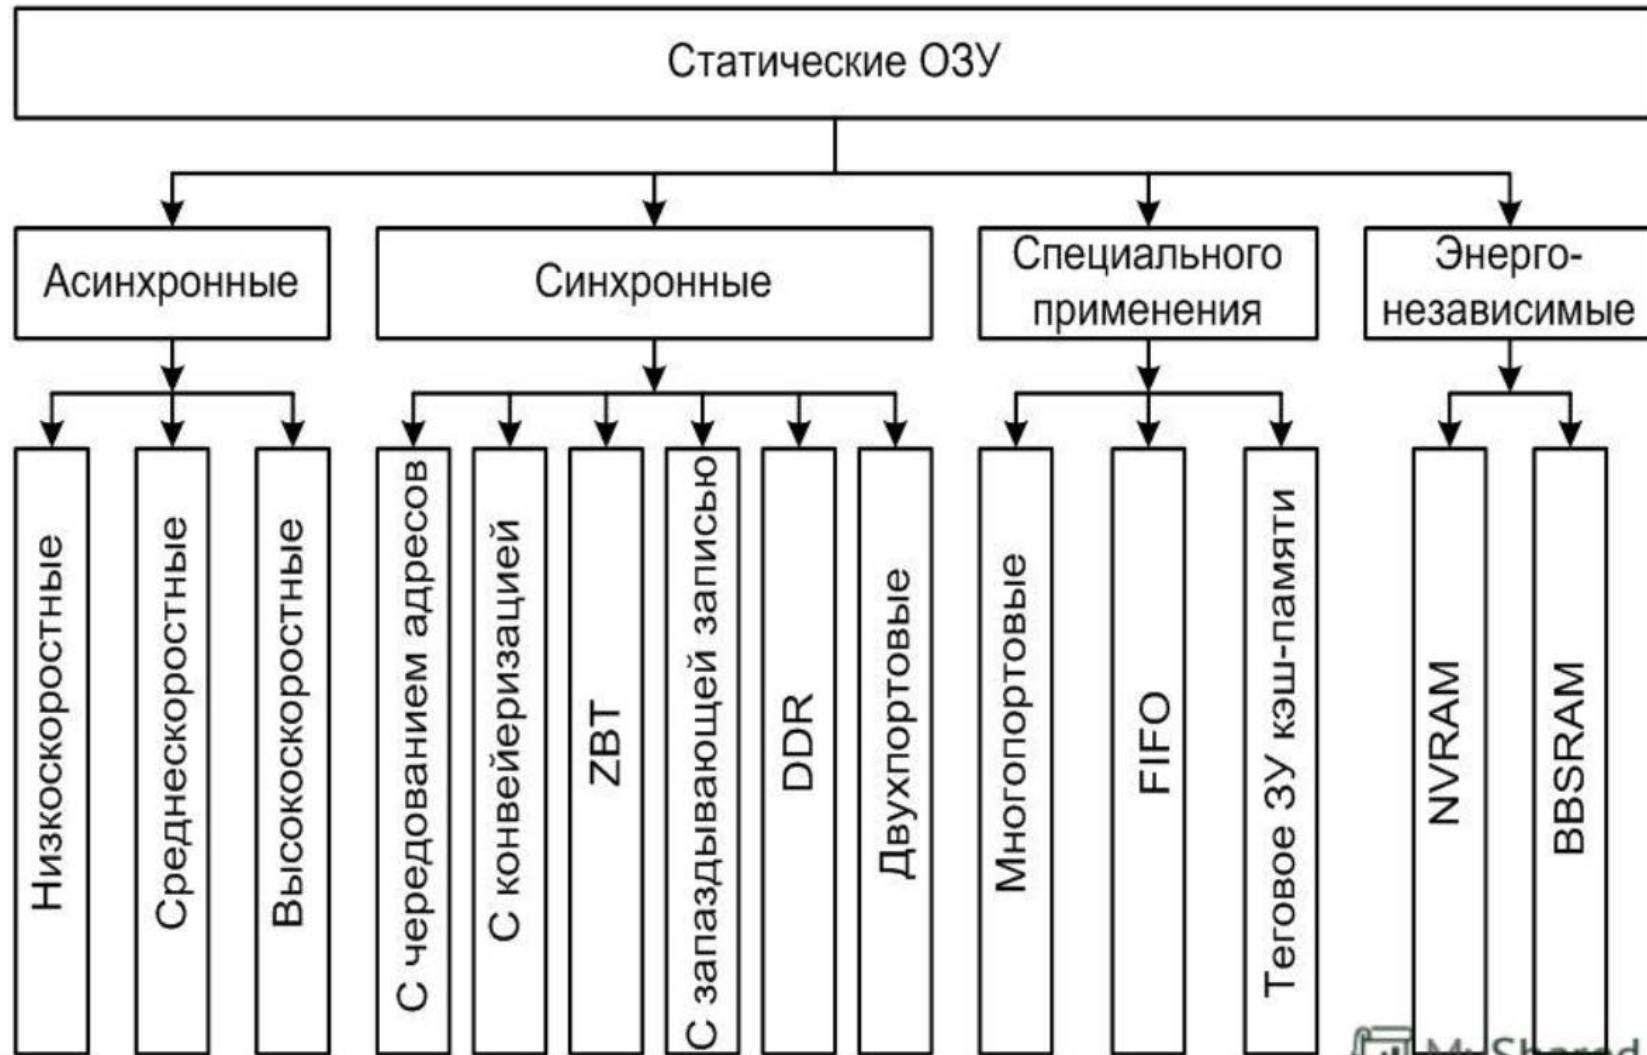 Статические ОЗУ
Асинхронные
Синхронные
Специального
применения
Энерго-
независимые
Низкоскоростные
Среднескоростные
Высокоскоростные
С чередованием адресов
С конвейеризацией
ZBT
С запаздывающей записью
DDR
Двухпортовые
Многопортовые
FIFO
Теговое ЗУ кэш-памяти
NVRAM
BBSRAM